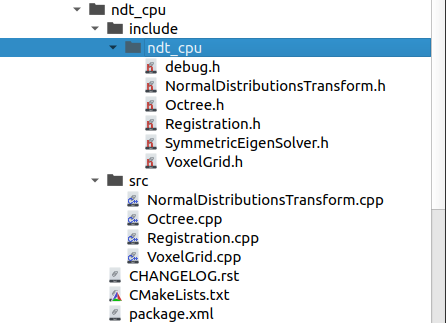 ndt_cpu
include
ndt_cpu
debug.h
NormalDistributionsTransform.h
Octree.h
Registration.h
SymmetricEigenSolver.h
VoxelGrid.h
src
NormalDistributionsTransform.cpp
Octree.cpp
Registration.cpp
VoxelGrid.cpp
CHANGELOG.rst
CMakeLists.txt
package.xml